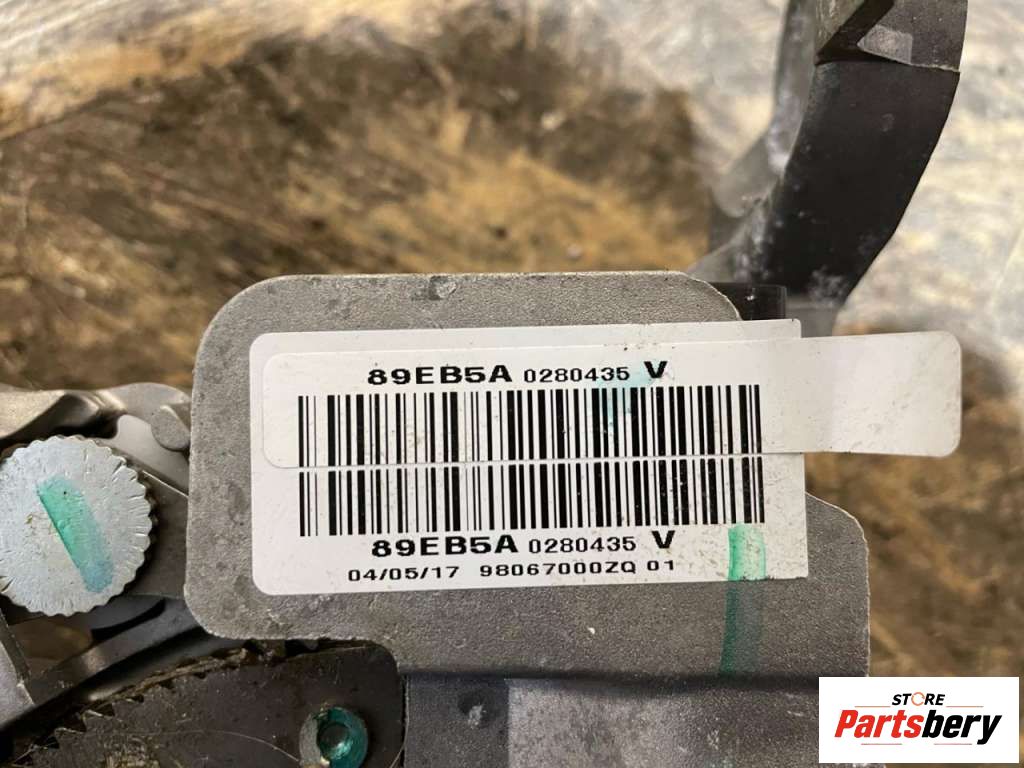 89EB5A 0280435 V
89EB5A 0280435 V
04/05/17 98067000ZQ 01
STORE
Partsbery